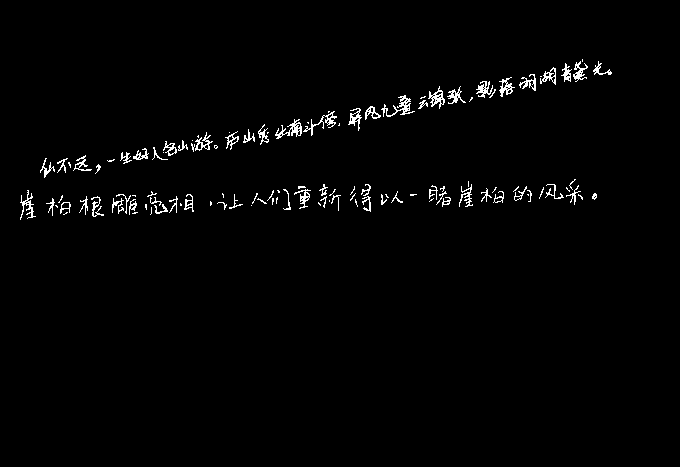 仙不远，一生好入名山游。庐山秀出南斗傍，屏风九叠云锦张，影落明湖青黛光。
崖柏根雕亮相，让人们重新得以一睹崖柏的风采。